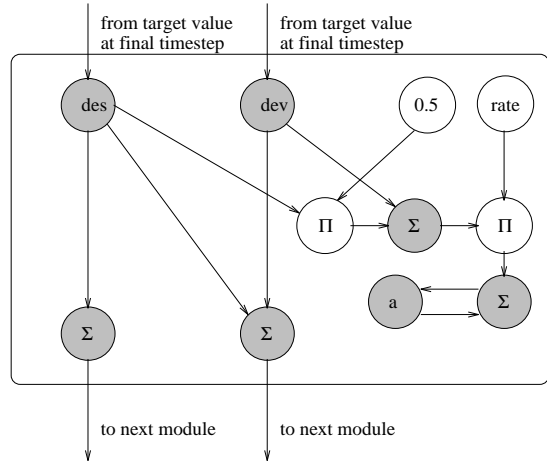 from target value
at final timestep
from target value
at final timestep
des
dev
0.5
rate
Π
Σ
Π
a
Σ
Σ
Σ
to next module
to next module